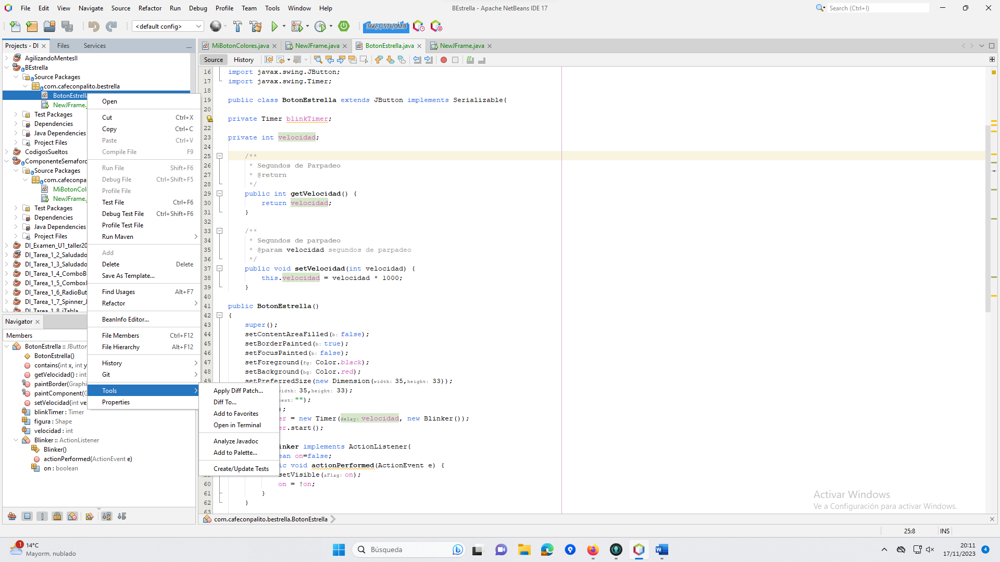 File Edit View Navigate Source Refactor Run Debug Profile Team Tools Window Help
BEstrella - Apache NetBeans IDE 17
Search (Ctrl+I)
<default config>
366,3/576,0MB
Projects - DI
Files
Services
AgilizandoMentesII
BEstrella
Source Packages
com.cafeconpalito.bestrella
BotonEstrella
NewJFrame.
Test Packages
Dependencies
Java Dependencies
Project Files
CodigosSueltos
ComponenteSemaforo
Source Packages
com.cafeconpa
MiBotonCol
NewJFrame.
Test Packages
Dependencies
Java Dependencies
Project Files
DI_Examen_U1_taller20
DI_Tarea_1_2_Saludado
DI_Tarea_1_3_Saludado
DI_Tarea_1_4_ComboB
DI_Tarea_1_5_Combox
DI_Tarea_1_6_RadioBut
DI_Tarea_1_7_Spinner_J
DI_Tarea_1_8_jTabla
Open
Cut Ctrl+X
Copy Ctrl+C
Paste Ctrl+V
Compile File F9
Run File Shift+F6
Debug File Ctrl+Shift+F5
Profile File
Test File Ctrl+F6
Debug Test File Ctrl+Shift+F6
Profile Test File
Run Maven
Add
Delete Delete
Save As Template...
Find Usages Alt+F7
Refactor
BeanInfo Editor...
File Members Ctrl+F12
File Hierarchy Alt+F12
History
Git
Tools
Properties
Apply Diff Patch...
Diff To...
Add to Favorites
Open in Terminal
Analyze Javadoc
Add to Palette...
Create/Update Tests
Navigator
Members
BotonEstrella :: JButton
BotonEstrella()
contains(int x, int y
getVelocidad() : int
paintBorder(Graphi
paintComponent(G
setVelocidad(int ve
blinkTimer : Timer
figura : Shape
velocidad : int
Blinker :: ActionListener
Blinker()
actionPerformed(ActionEvent e)
on : boolean
MiBotonColores.java
NewJFrame.java
BotonEstrella.java
NewJFrame.java
Source
History
16 import javax.swing.JButton;
17 import javax.swing.Timer;
18
19 public class BotonEstrella extends JButton implements Serializable{
20
private Timer blinkTimer;
22
23 private int velocidad;
24
25 /**
26 * Segundos de Parpadeo
27 * @return
28 */
29 public int getVelocidad() {
30 return velocidad;
31 }
32
33 /**
34 * Segundos de parpadeo
35 * @param velocidad segundos de parpadeo
36 */
37 public void setVelocidad(int velocidad) {
38 this.velocidad = velocidad * 1000;
39 }
40
41 public BotonEstrella()
42 {
43 super();
44 setContentAreaFilled(b: false);
45 setBorderPainted(b: true);
46 setFocusPainted(b: false);
47 setForeground(fg: Color.black);
48 setBackground(bg: Color.red);
49 setPreferredSize(new Dimension(width: 35,height: 33));
width: 35,height: 33);
text: "");
);
er = new Timer(delay: velocidad, new Blinker());
er.start();
inker implements ActionListener{
ean on=false;
ic void actionPerformed(ActionEvent e) {
setVisible(aFlag: on);
60 on = !on;
61 }
62 }
63
com.cafeconpalito.bestrella.BotonEstrella
Activar Windows
Ve a Configuración para activar Windows.
25:8
INS
1
14°C
Mayorm. nublado
Búsqueda
20:11
17/11/2023
4